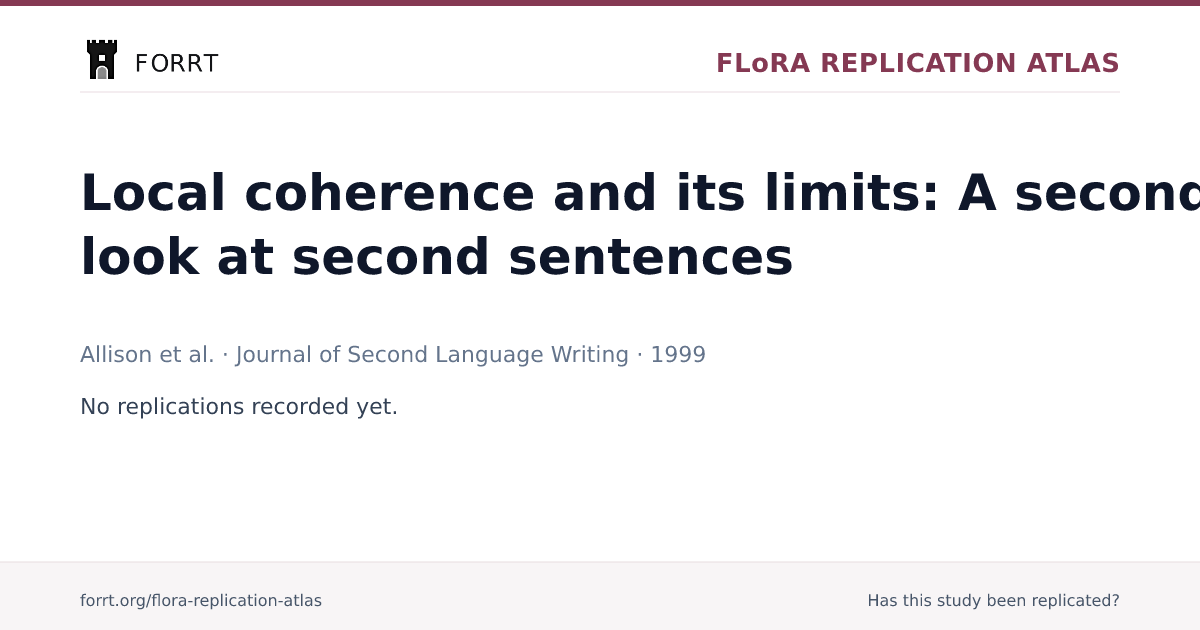 FORRT
FLoRA REPLICATION ATLAS
Local coherence and its limits: A second
look at second sentences
Allison et al. · Journal of Second Language Writing · 1999
No replications recorded yet.
forrt.org/flora-replication-atlas
Has this study been replicated?